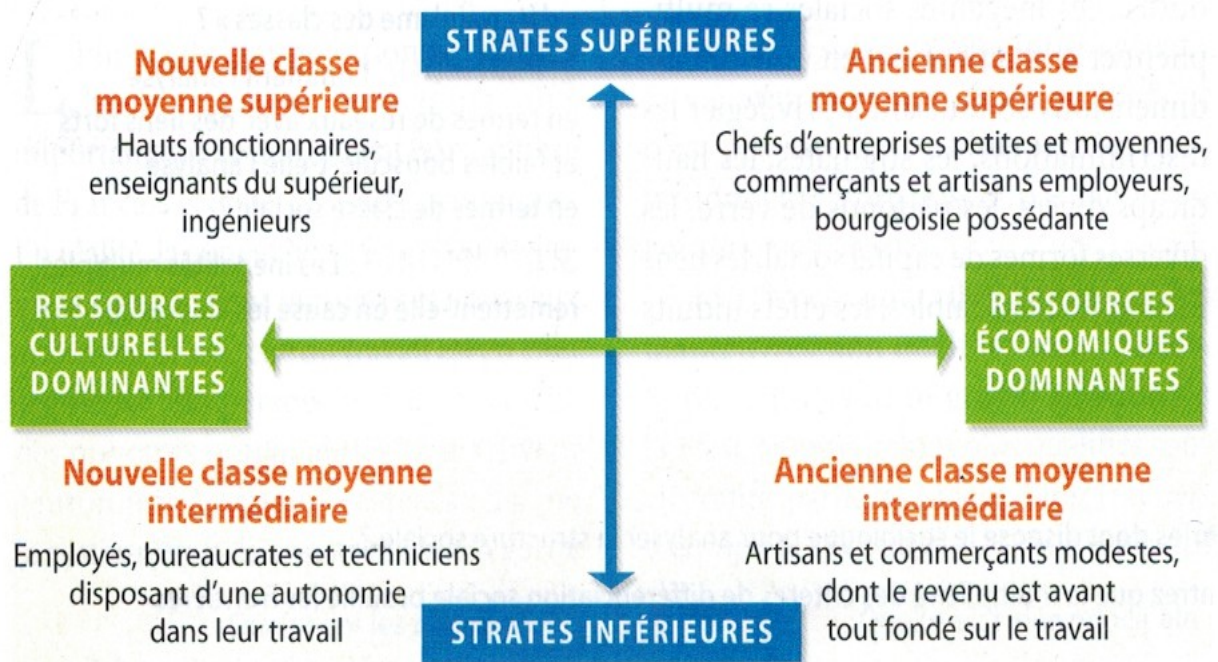 STRATES SUPÉRIEURES
Nouvelle classe
moyenne supérieure
Hauts fonctionnaires,
enseignants du supérieur,
ingénieurs
Ancienne classe
moyenne supérieure
Chefs d'entreprises petites et moyennes,
commerçants et artisans employeurs,
bourgeoisie possédante
RESSOURCES
CULTURELLES
DOMINANTES
RESSOURCES
ÉCONOMIQUES
DOMINANTES
Nouvelle classe moyenne
intermédiaire
Employés, bureaucrates et techniciens
disposant d'une autonomie
dans leur travail
Ancienne classe moyenne
intermédiaire
Artisans et commerçants modestes,
dont le revenu est avant
tout fondé sur le travail
STRATES INFÉRIEURES